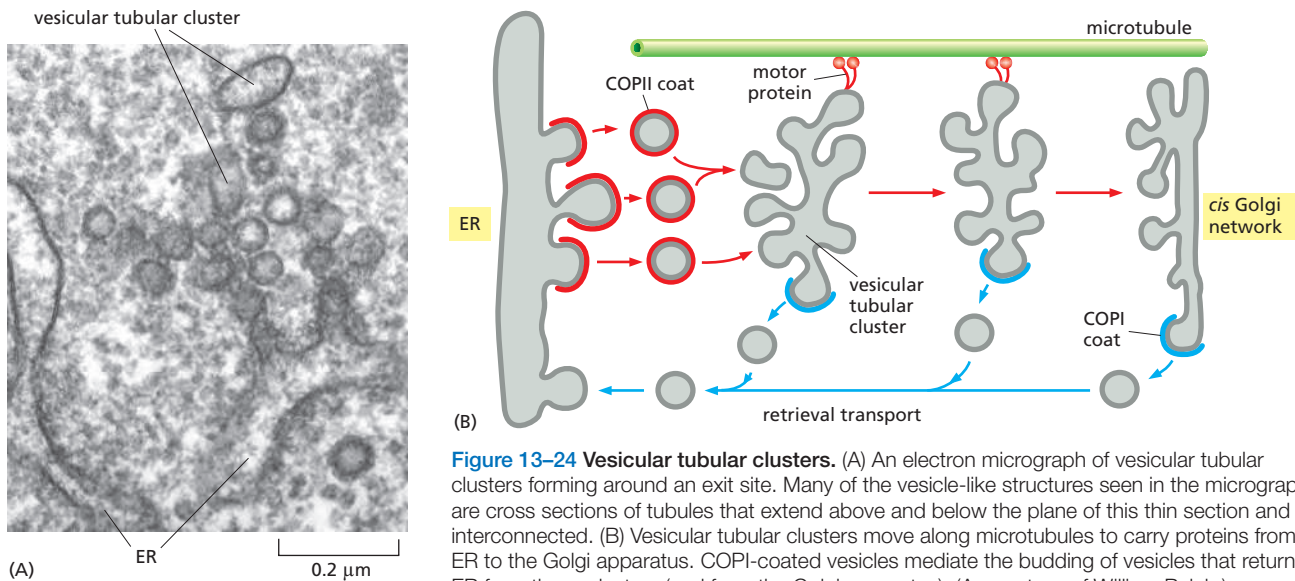 vesicular tubular cluster
ER
(A)
0.2 µm
microtubule
motor
protein
COPII coat
ER
cis Golgi
network
vesicular
tubular
cluster
COPI
coat
retrieval transport
(B)
Figure 13–24 Vesicular tubular clusters. (A) An electron micrograph of vesicular tubular
clusters forming around an exit site. Many of the vesicle-like structures seen in the
are cross sections of tubules that extend above and below the plane of this thin section and
interconnected. (B) Vesicular tubular clusters move along microtubules to carry proteins from
ER to the Golgi apparatus. COPI-coated vesicles mediate the budding of vesicles that return